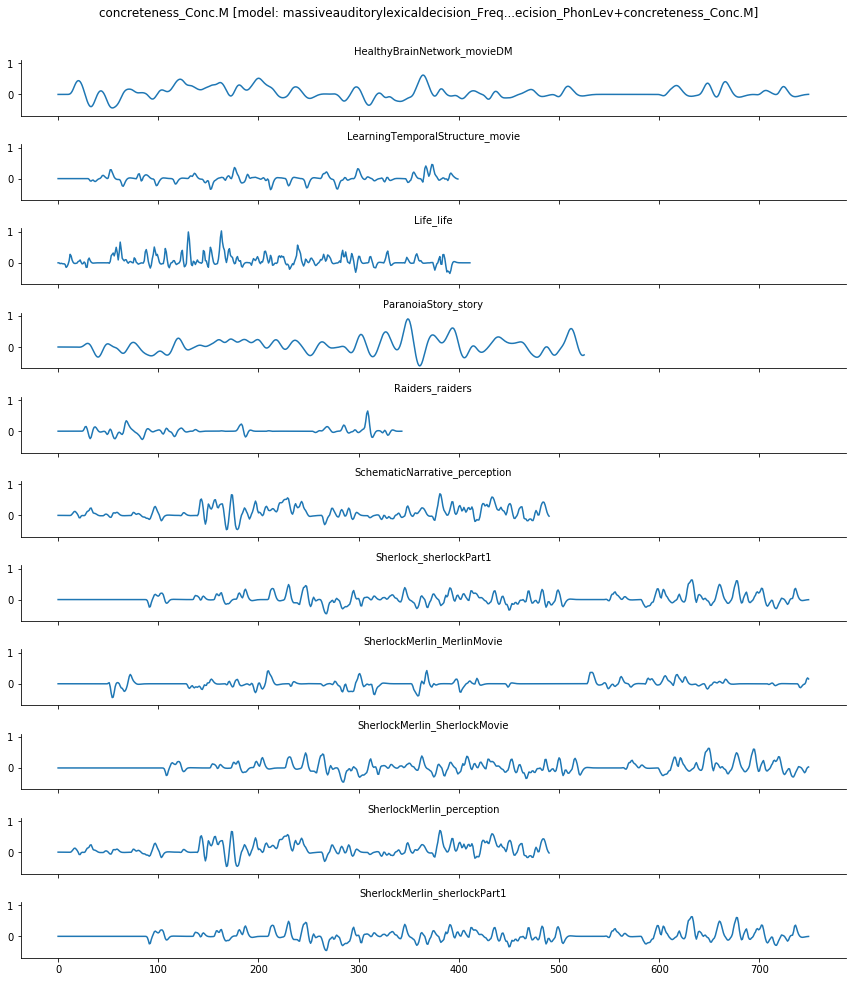 concreteness_Conc.M [model: massiveauditorylexicaldecision_Freq...ecision_PhonLev+concreteness_Conc.M]
HealthyBrainNetwork_movieDM
1
0
LearningTemporalStructure_movie
1
0
Life_life
1
0
ParanoiaStory_story
1
0
Raiders_raiders
1
0
SchematicNarrative_perception
1
0
Sherlock_sherlockPart1
1
0
SherlockMerlin_MerlinMovie
1
0
SherlockMerlin_SherlockMovie
1
0
SherlockMerlin_perception
1
0
SherlockMerlin_sherlockPart1
1
0
0 100 200 300 400 500 600 700